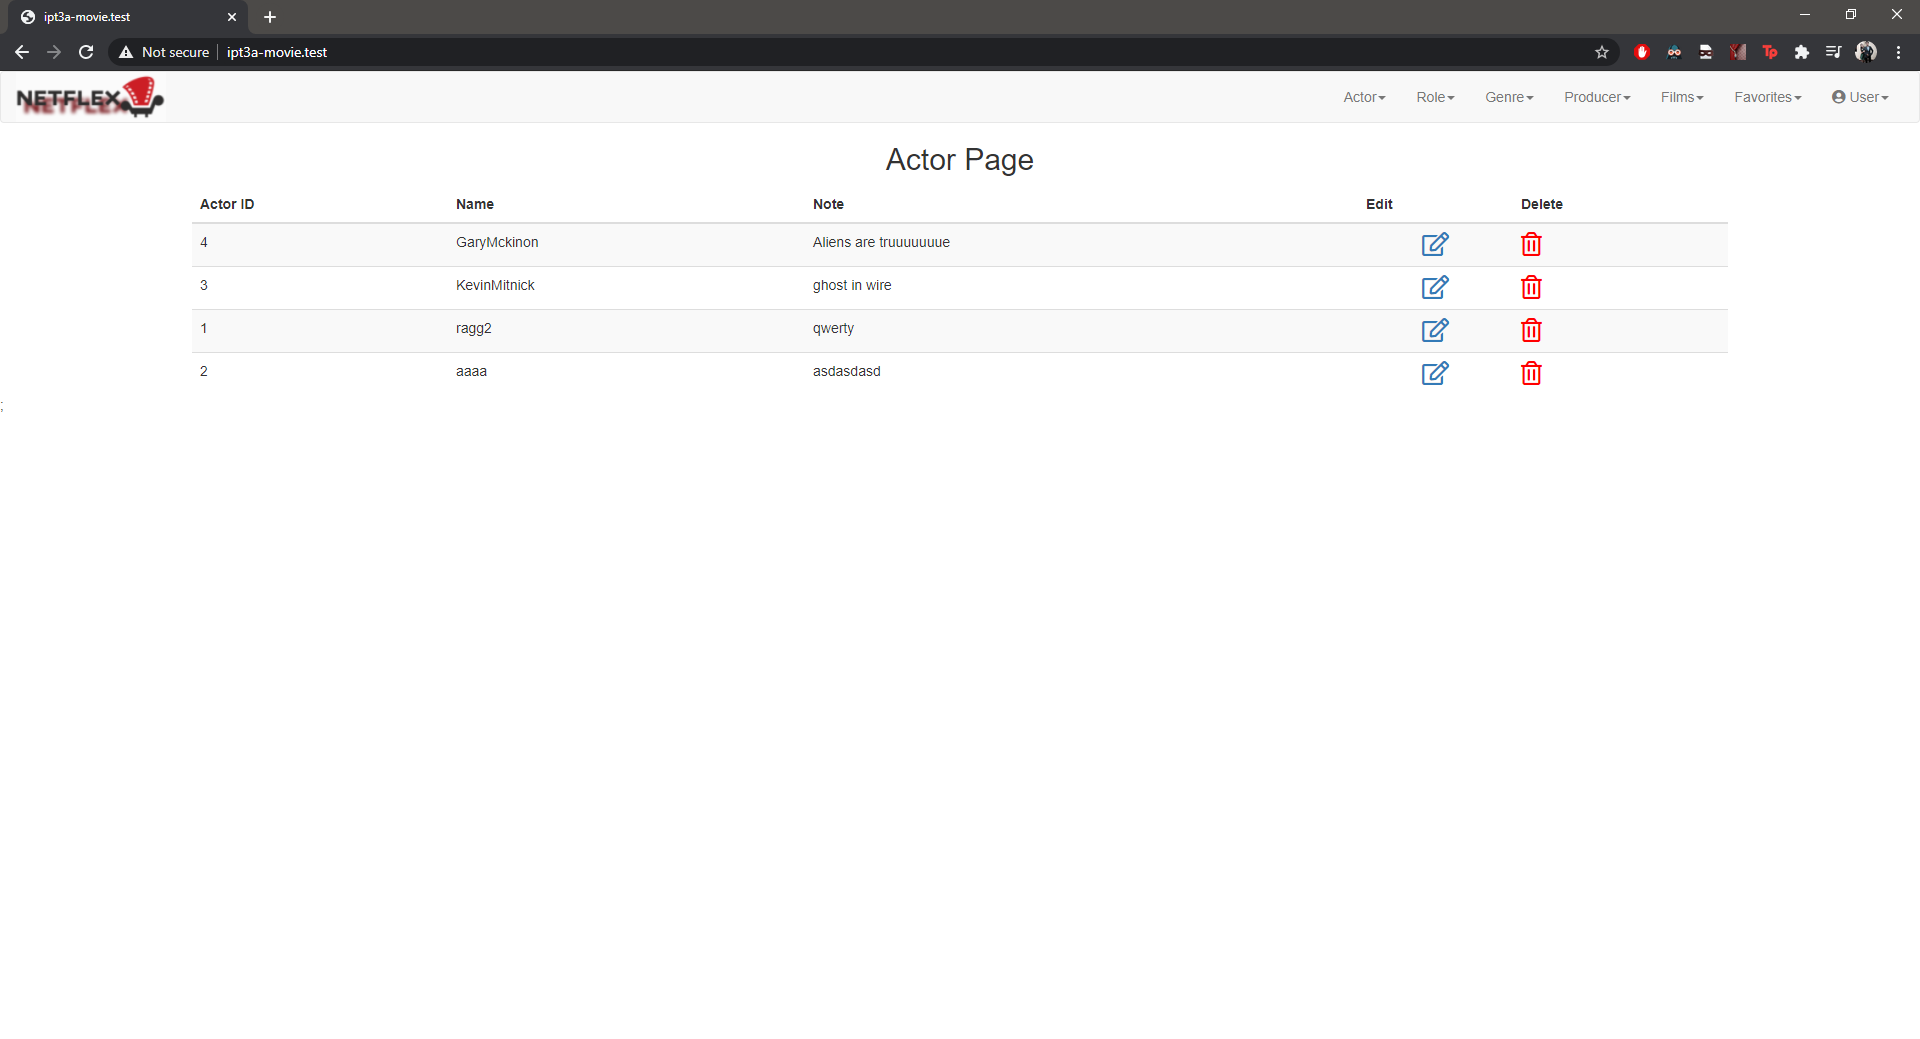 ipt3a-movie.test
Not secure ipt3a-movie.test
NETFLEX Actor Role Genre Producer Films Favorites User
NETFLEX
Actor Page
Actor ID Name Note Edit Delete
4 GaryMckinon Aliens are truuuuuuue
3 KevinMitnick ghost in wire
1 ragg2 qwerty
2 aaaa asdasdasd
;